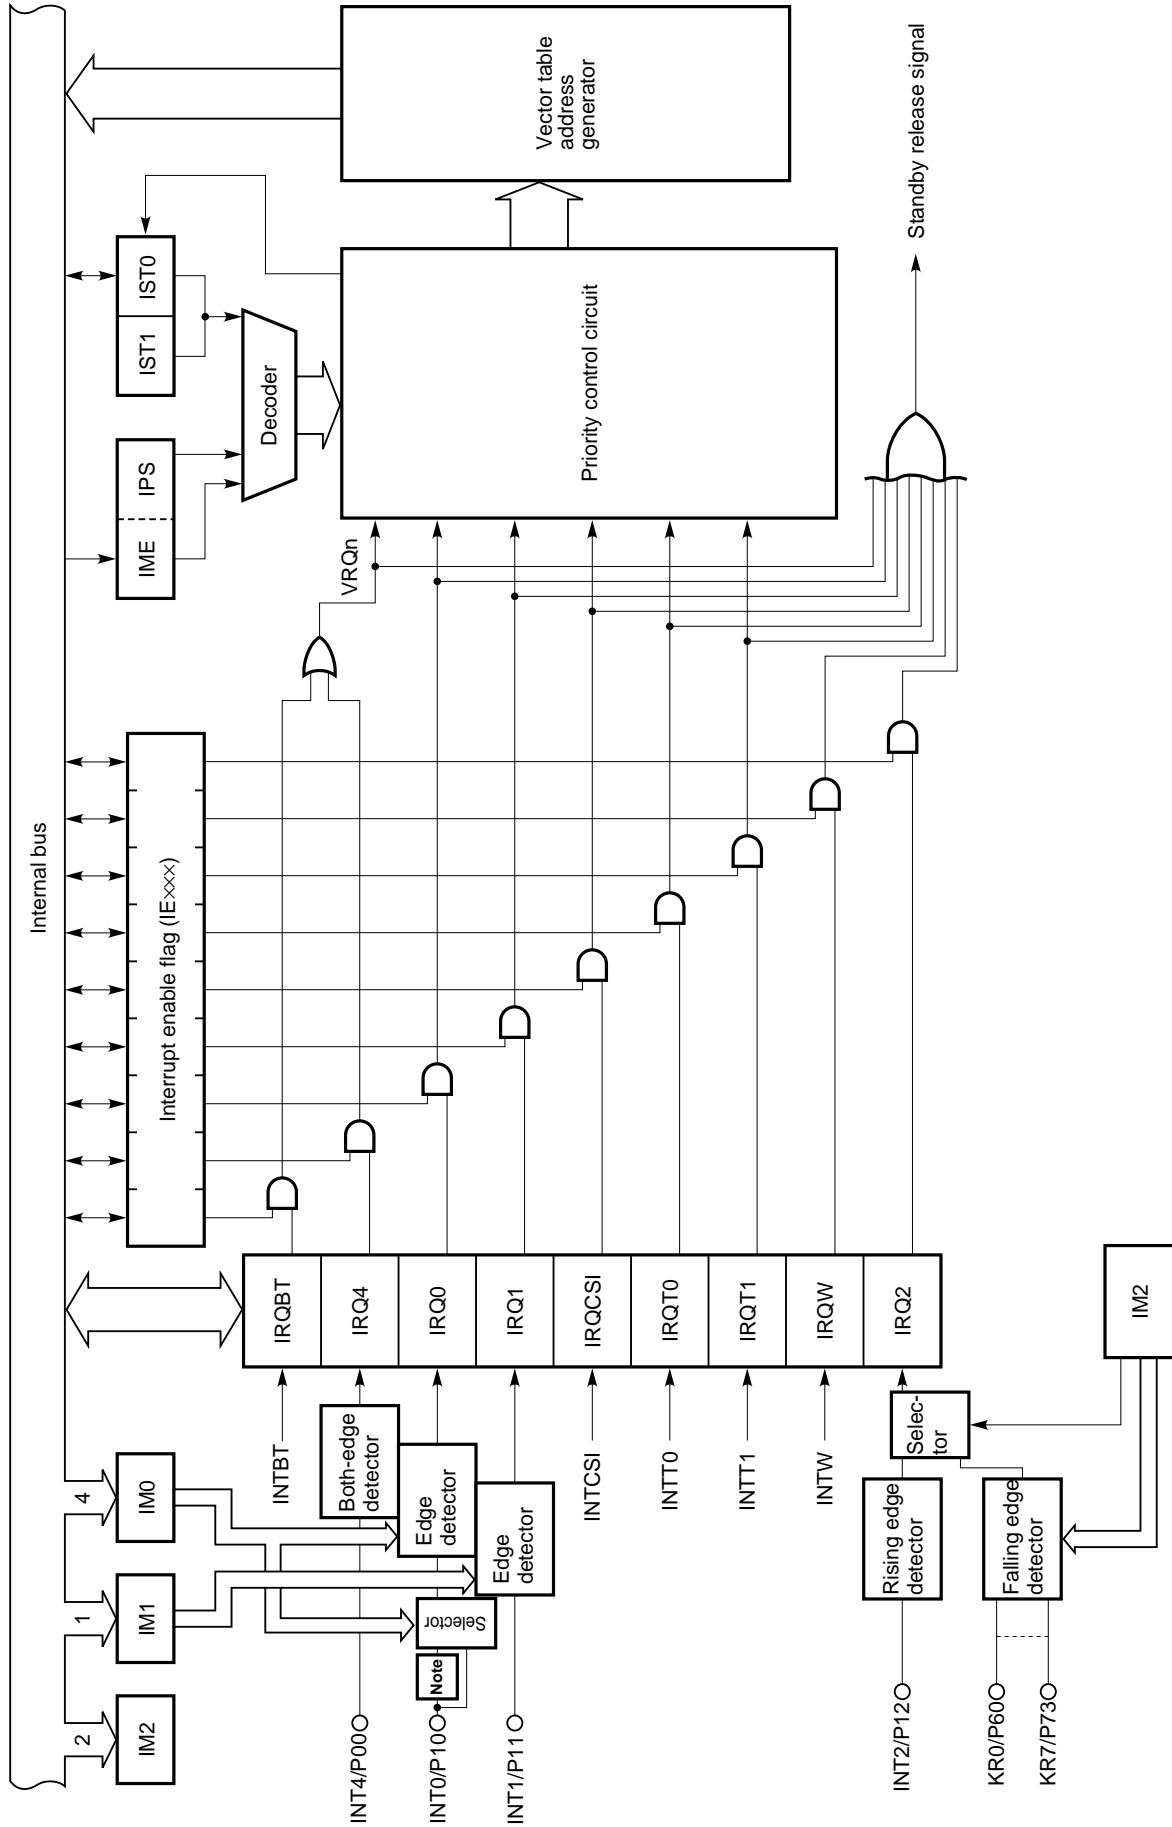 Internal bus
2
1
4
IM2
IM1
IM0
Interrupt enable flag (IE×××)
IME
IPS
IST1
IST0
Decoder
INTBT
IRQBT
INT4/P00
Both-edge
detector
IRQ4
INT0/P10
Note
Selector
Edge
detector
IRQ0
INT1/P11
Edge
detector
IRQ1
INTCSI
IRQCSI
INTT0
IRQT0
INTT1
IRQT1
INTW
IRQW
INT2/P12
Rising edge
detector
Selec-
tor
IRQ2
KR0/P60
KR7/P73
Falling edge
detector
IM2
VRQn
Priority control circuit
Vector table
address
generator
Standby release signal